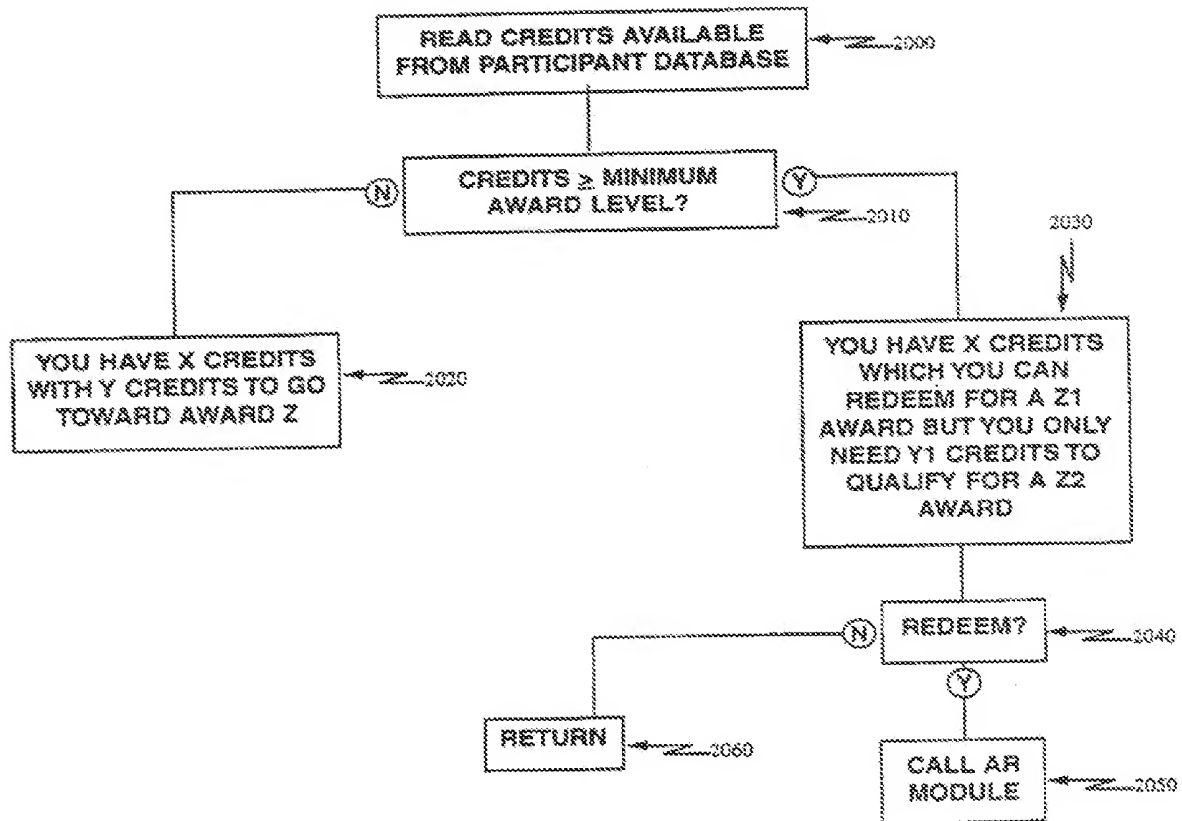 READ CREDITS AVAILABLE
FROM PARTICIPANT DATABASE
2000
CREDITS ≥ MINIMUM
AWARD LEVEL?
N
Y
2010
2030
YOU HAVE X CREDITS
WITH Y CREDITS TO GO
TOWARD AWARD Z
2020
YOU HAVE X CREDITS
WHICH YOU CAN
REDEEM FOR A Z1
AWARD BUT YOU ONLY
NEED Y1 CREDITS TO
QUALIFY FOR A Z2
AWARD
N
REDEEM?
2040
Y
RETURN
2060
CALL AR
MODULE
2050